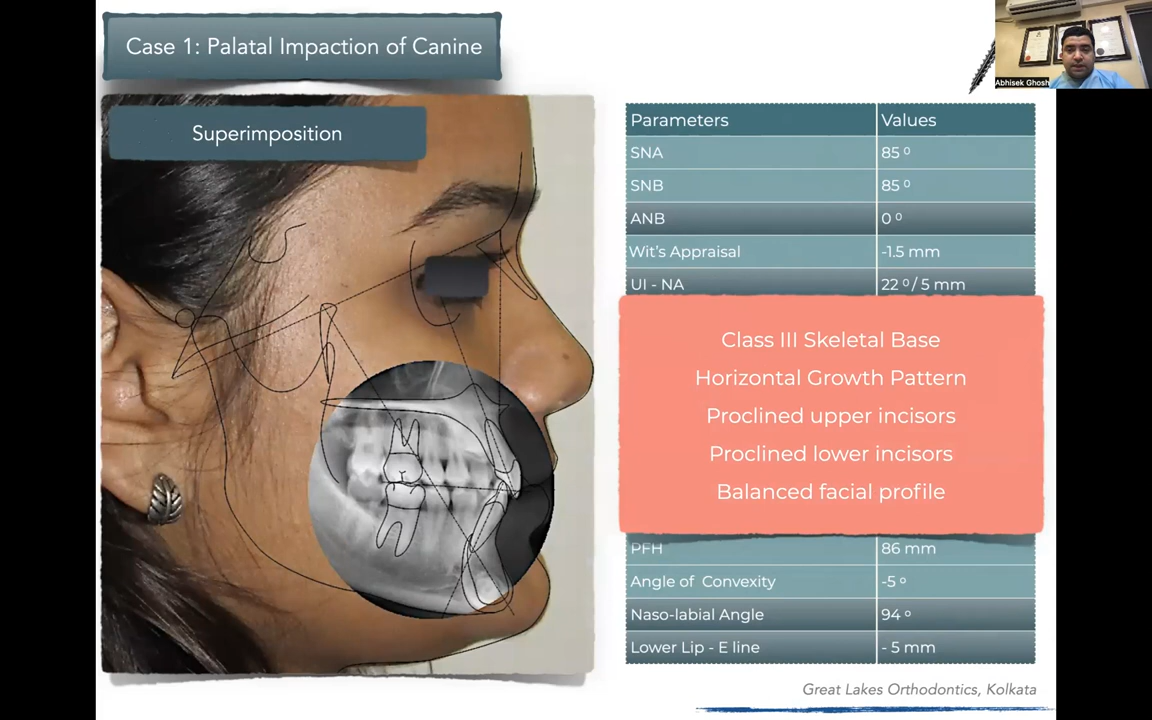 Case 1: Palatal Impaction of Canine
Abhisek Ghosh
Superimposition
Parameters Values
SNA 85 º
SNB 85 º
ANB 0 º
Wit's Appraisal -1.5 mm
UI - NA 22 º / 5 mm
Class III Skeletal Base
Horizontal Growth Pattern
Proclined upper incisors
Proclined lower incisors
Balanced facial profile
PFH 86 mm
Angle of Convexity -5 º
Naso-labial Angle 94 º
Lower Lip - E line - 5 mm
Great Lakes Orthodontics, Kolkata